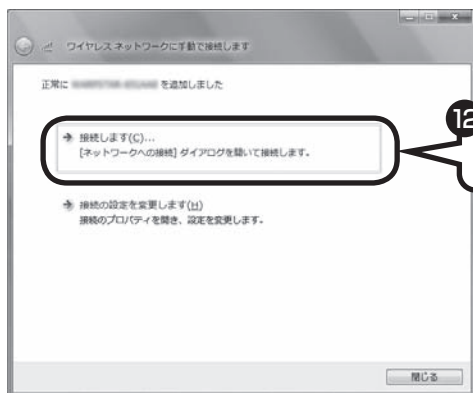 ワイヤレス ネットワークに手動で接続します
正常に を追加しました
接続します(C)...
[ネットワークへの接続] ダイアログを開いて接続します。
12
接続の設定を変更します(H)
接続のプロパティを開き、設定を変更します。
閉じる